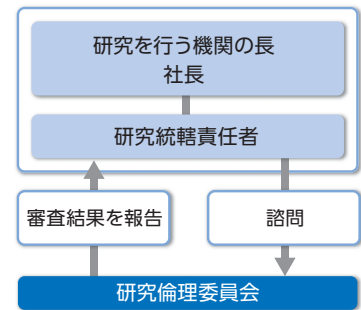 研究を行う機関の長
社長
研究統轄責任者
審査結果を報告
諮問
研究倫理委員会